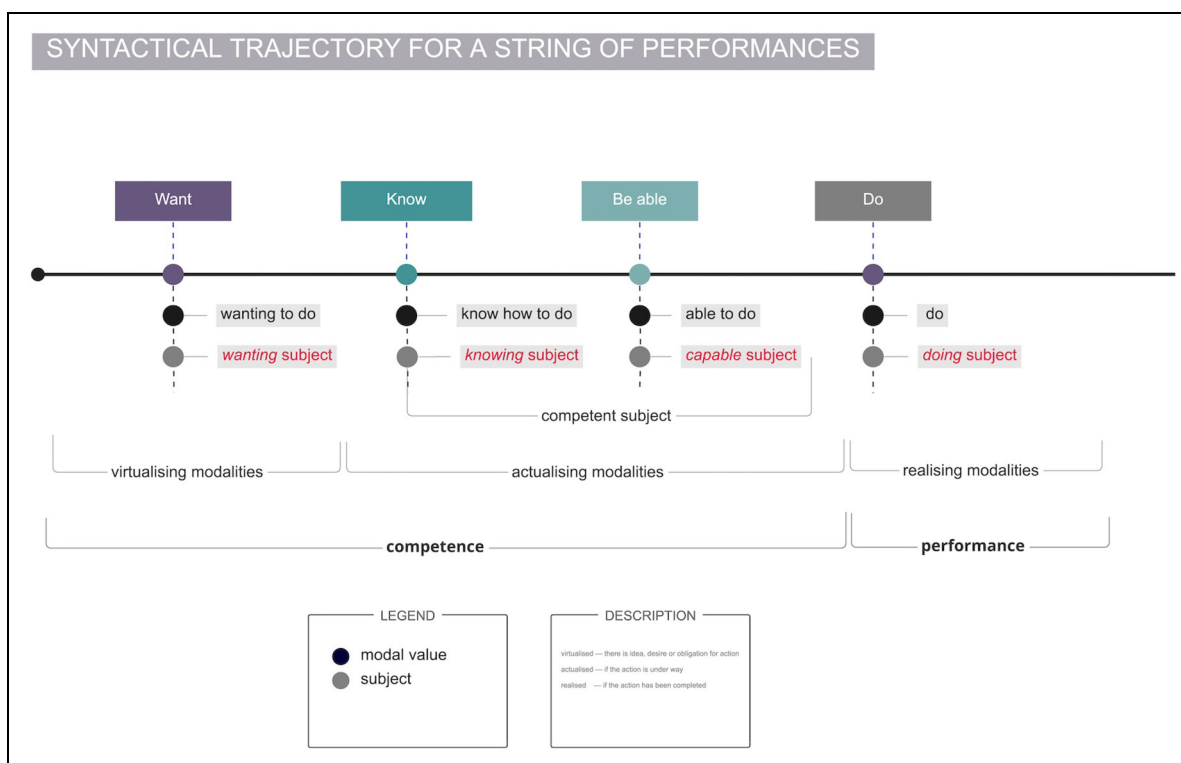 SYNTACTICAL TRAJECTORY FOR A STRING OF PERFORMANCES
Want
Know
Be able
Do
wanting to do
know how to do
able to do
do
wanting subject
knowing subject
capable subject
doing subject
competent subject
virtualising modalities
actualising modalities
realising modalities
competence
performance
LEGEND
modal value
subject
DESCRIPTION
virtualised — there is idea, desire or obligation for action
actualised — if the action is under way
realised — if the action has been completed